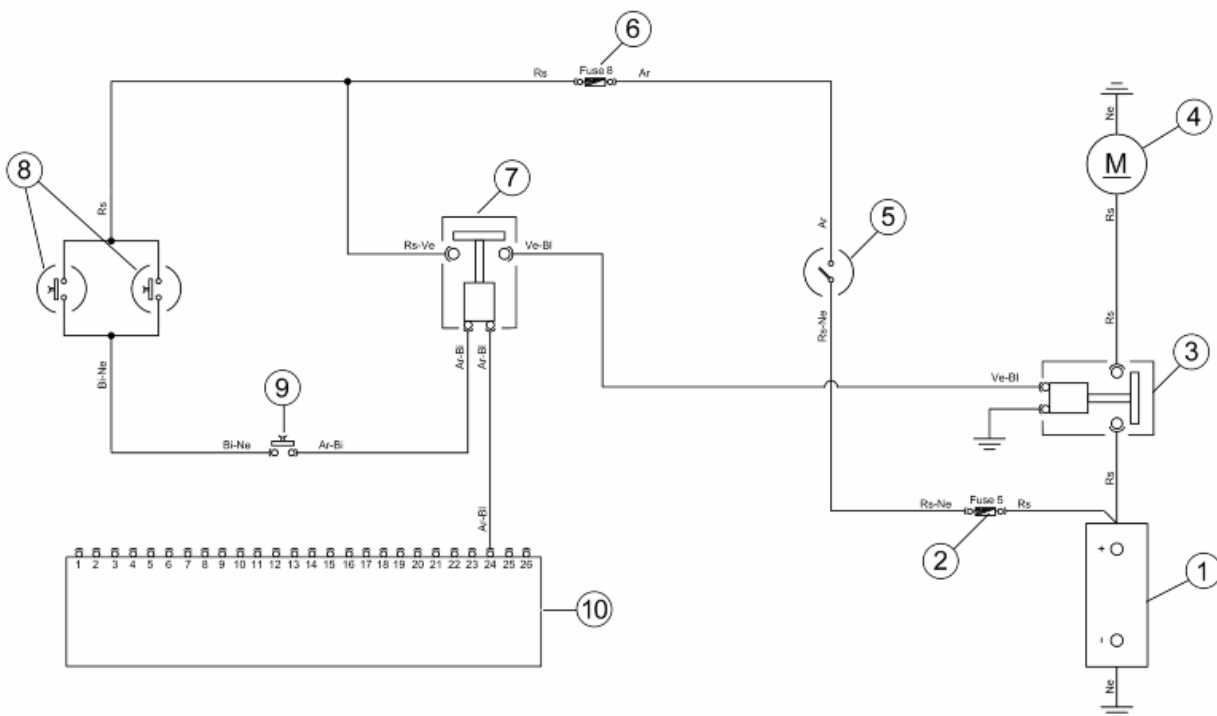 6
Rs
Fuse 8
Ar
Ne
4
M
8
7
Rs
Rs
Ar
5
Rs-Ve
Ve-Bl
Rs-Ne
Rs
3
Ar-Bi
Ar-Bl
Bi-Ne
Ve-Bl
9
Bi-Ne
Ar-Bi
Rs
Ar-Bl
Rs-Ne
Fuse 5
Rs
2
+
1
1 2 3 4 5 6 7 8 9 10 11 12 13 14 15 16 17 18 19 20 21 22 23 24 25 26
10
-
Ne